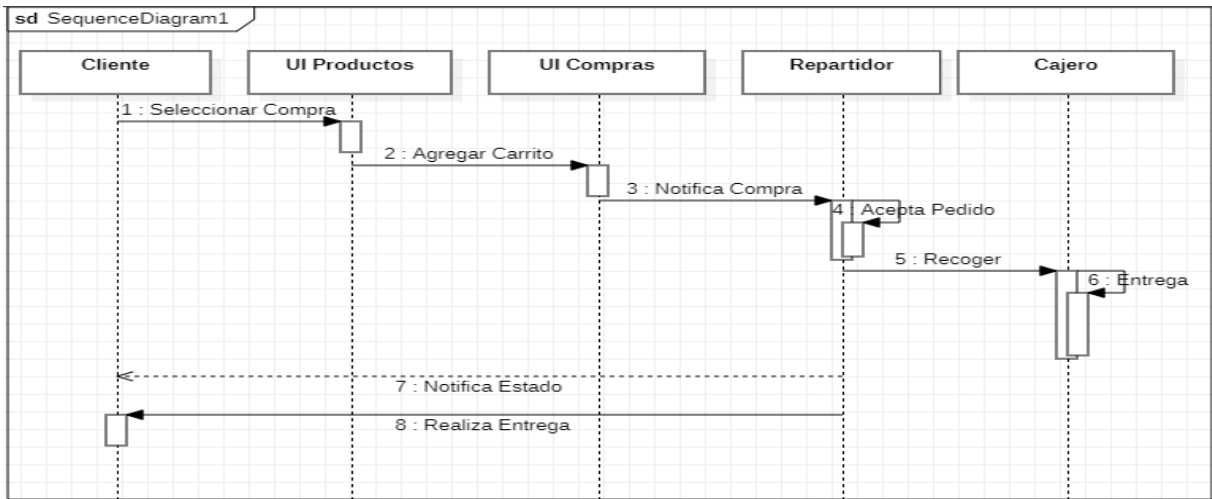 sd SequenceDiagram1
Cliente
UI Productos
UI Compras
Repartidor
Cajero
1 : Seleccionar Compra
2 : Agregar Carrito
3 : Notifica Compra
4 : Acepta Pedido
5 : Recoger
6 : Entrega
7 : Notifica Estado
8 : Realiza Entrega